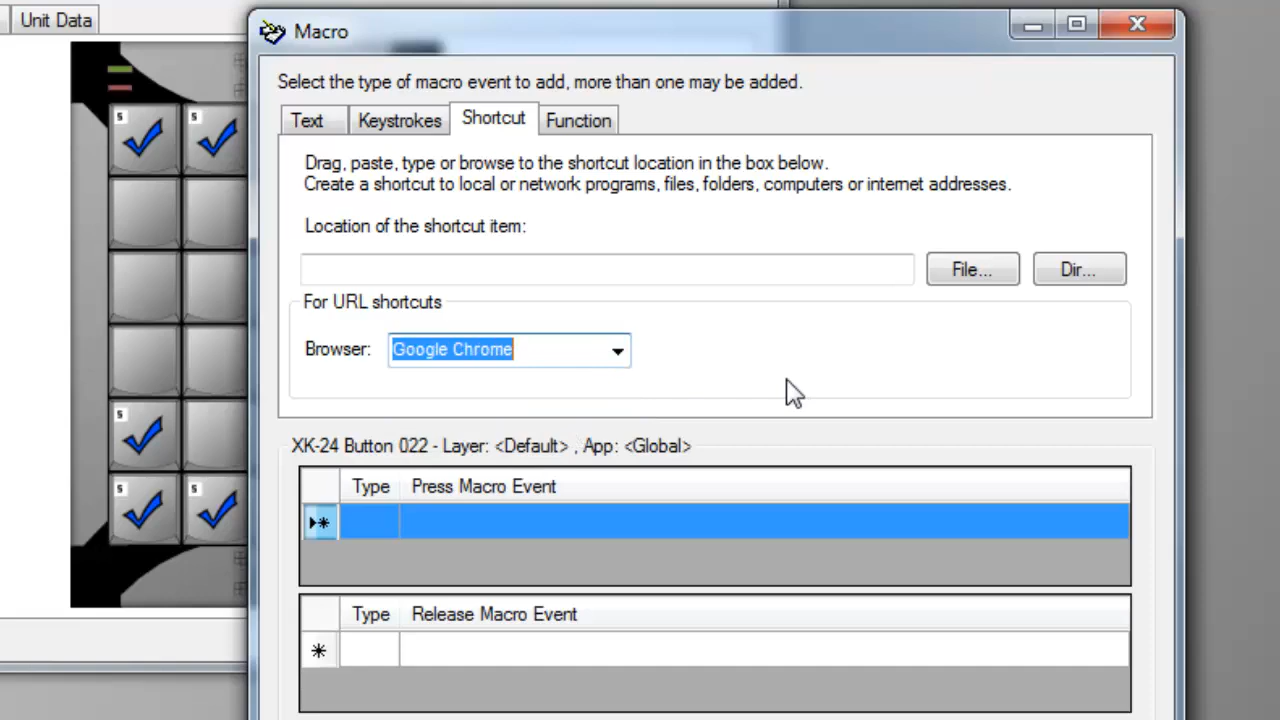 Unit Data
Macro
Select the type of macro event to add, more than one may be added.
Text Keystrokes Shortcut Function
Drag, paste, type or browse to the shortcut location in the box below.
Create a shortcut to local or network programs, files, folders, computers or internet addresses.
Location of the shortcut item:
File... Dir...
For URL shortcuts
Browser: Google Chrome
XK-24 Button 022 - Layer: <Default> , App: <Global>
Type Press Macro Event
Type Release Macro Event
S S
S
S S